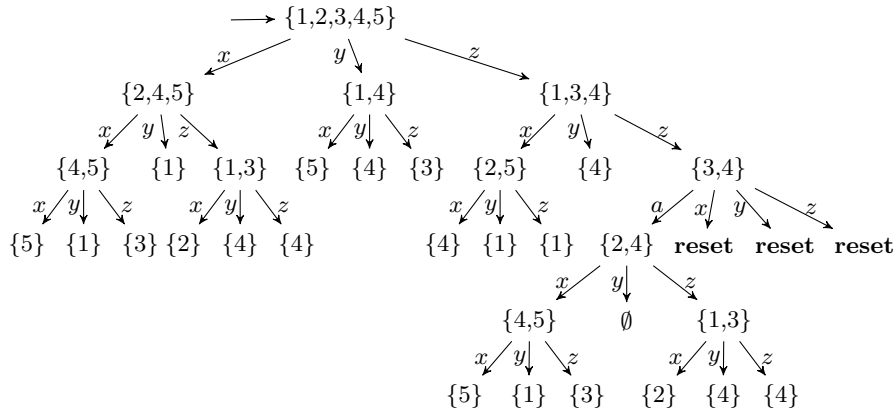 {1,2,3,4,5}
x y z
{2,4,5} {1,4} {1,3,4}
x y z x y z x y z
{4,5} {1} {1,3} {5} {4} {3} {2,5} {4} {3,4}
x y z x y z x y z a x y z
{5} {1} {3} {2} {4} {4} {4} {1} {1} {2,4} reset reset reset
x y z
{4,5} ∅ {1,3}
x y z x y z
{5} {1} {3} {2} {4} {4}